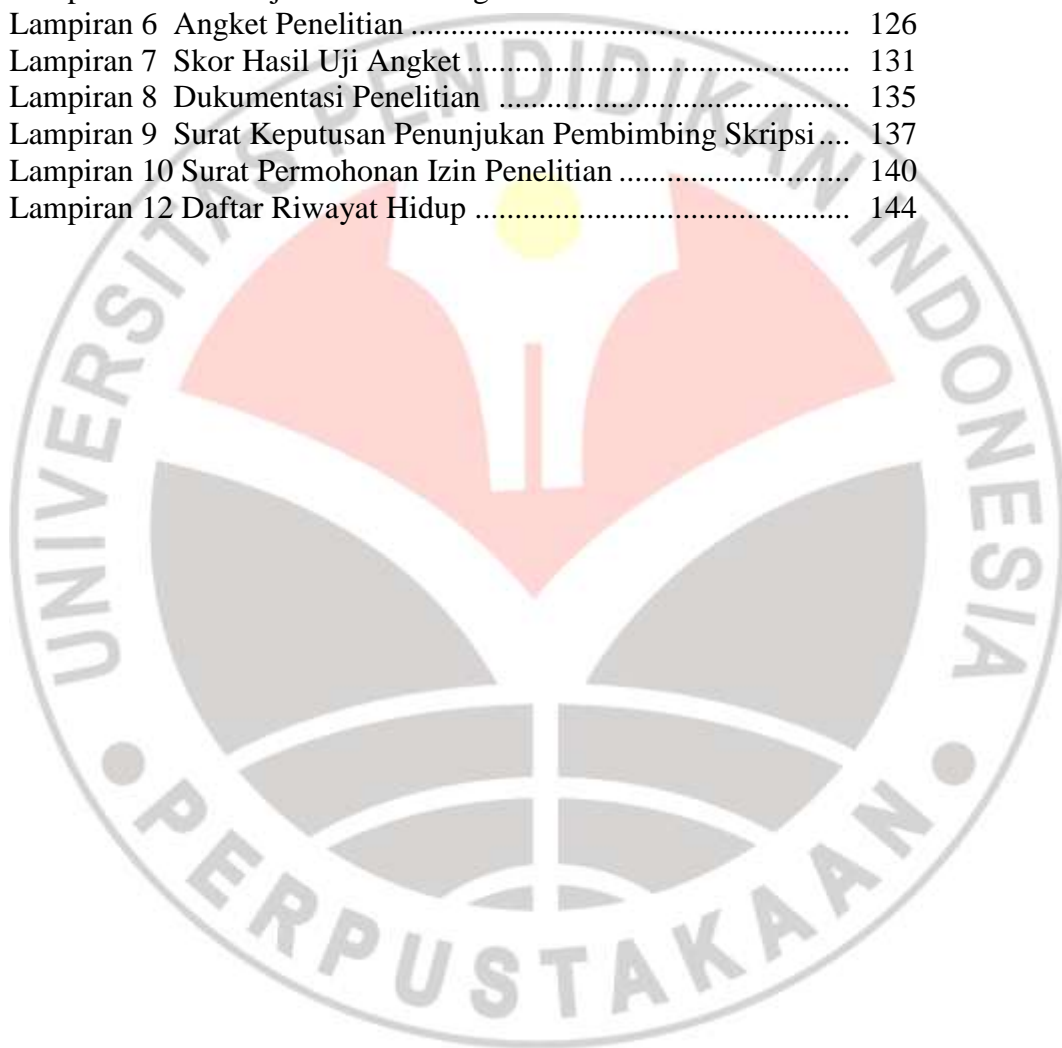 Lampiran 6 Angket Penelitian ................................................... 126
Lampiran 7 Skor Hasil Uji Angket ............................................ 131
Lampiran 8 Dukumentasi Penelitian ......................................... 135
Lampiran 9 Surat Keputusan Penunjukan Pembimbing Skripsi .... 137
Lampiran 10 Surat Permohonan Izin Penelitian ........................... 140
Lampiran 12 Daftar Riwayat Hidup ........................................... 144
UNIVERSITAS PENDIDIKAN INDONESIA
PERPUSTAKAAN